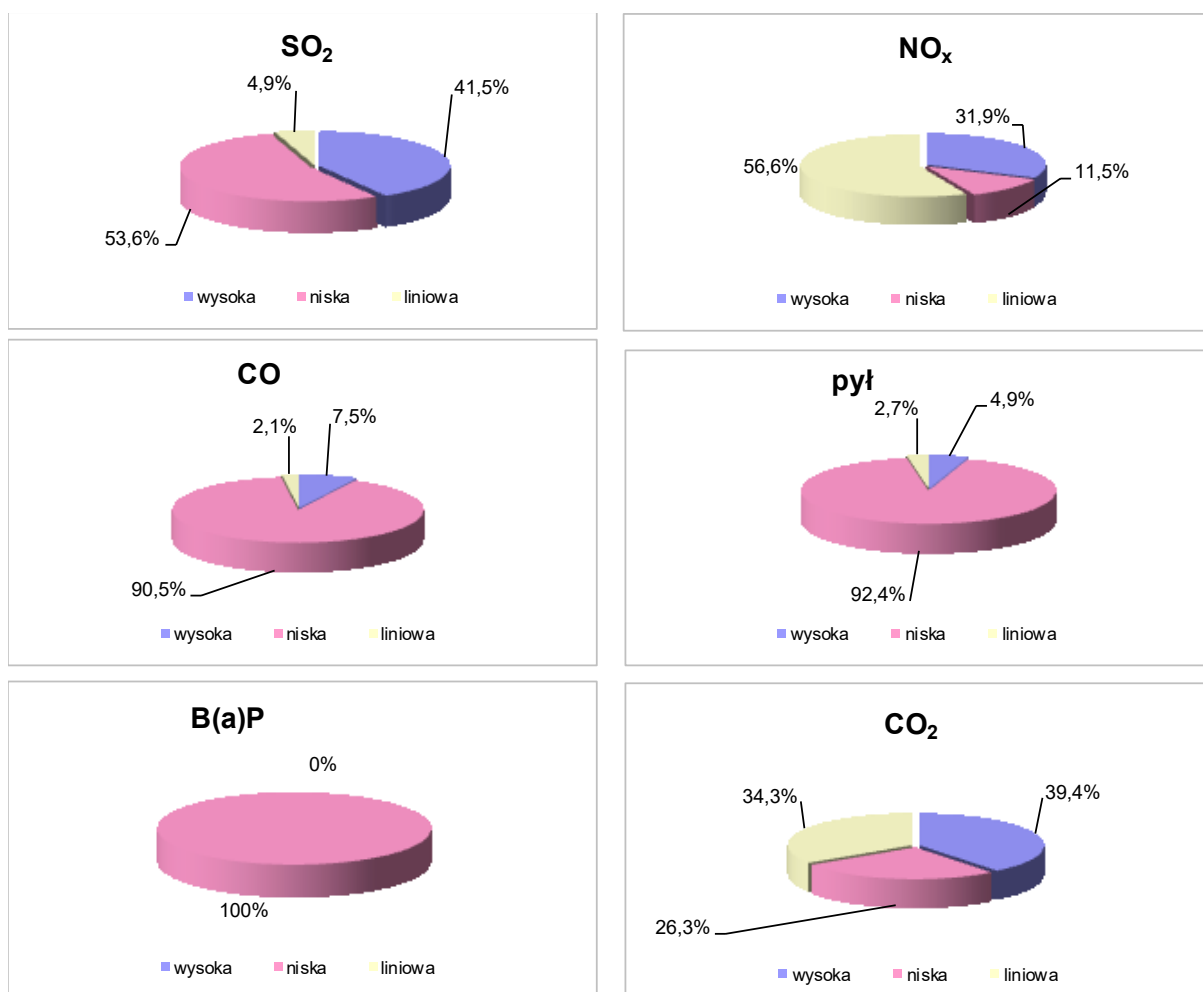 SO₂
4,9%
41,5%
53,6%
wysoka niska liniowa
NOₓ
31,9%
56,6%
11,5%
wysoka niska liniowa
CO
2,1%
7,5%
90,5%
wysoka niska liniowa
pył
2,7%
4,9%
92,4%
wysoka niska liniowa
B(a)P
0%
100%
wysoka niska liniowa
CO₂
34,3%
39,4%
26,3%
wysoka niska liniowa